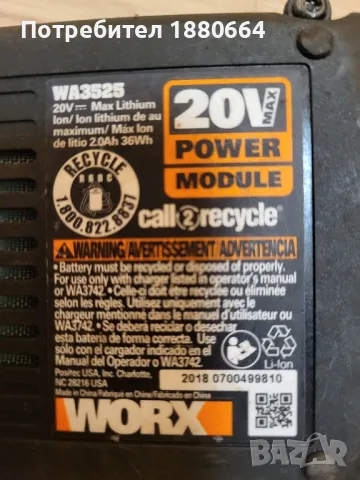 Потребител 1880664
WA3525
20V⎓ Max Lithium
Ion/ Ion lithium de au
maximum/ Máx Ion
de litio 2.0Ah 36Wh
20V MAX
POWER
MODULE
RECYCLE
RBRC
1.800.822.8837
call2recycle®
WARNING AVERTISSEMENT ADVERTENCIA
• Battery must be recycled or disposed of properly.
For use only with charger listed in operator's manual
or WA3742. • Celle-ci doit être recyclée ou éliminée
selon les règles. Utilisez uniquement avec le
chargeur mentionné dans le manuel d'utilisateur ou
WA3742. • Se deberá reciclar o desechar
esta batería de forma correcta. Use
solo con el cargador indicado en el
Manual del Operador o WA3742.
Positec USA, Inc. Charlotte,
NC 28216 USA
Li-Ion
2018 0700499810
Made in China/Fabriqué en Chine/Fabricado en China
WORX
BAZAR